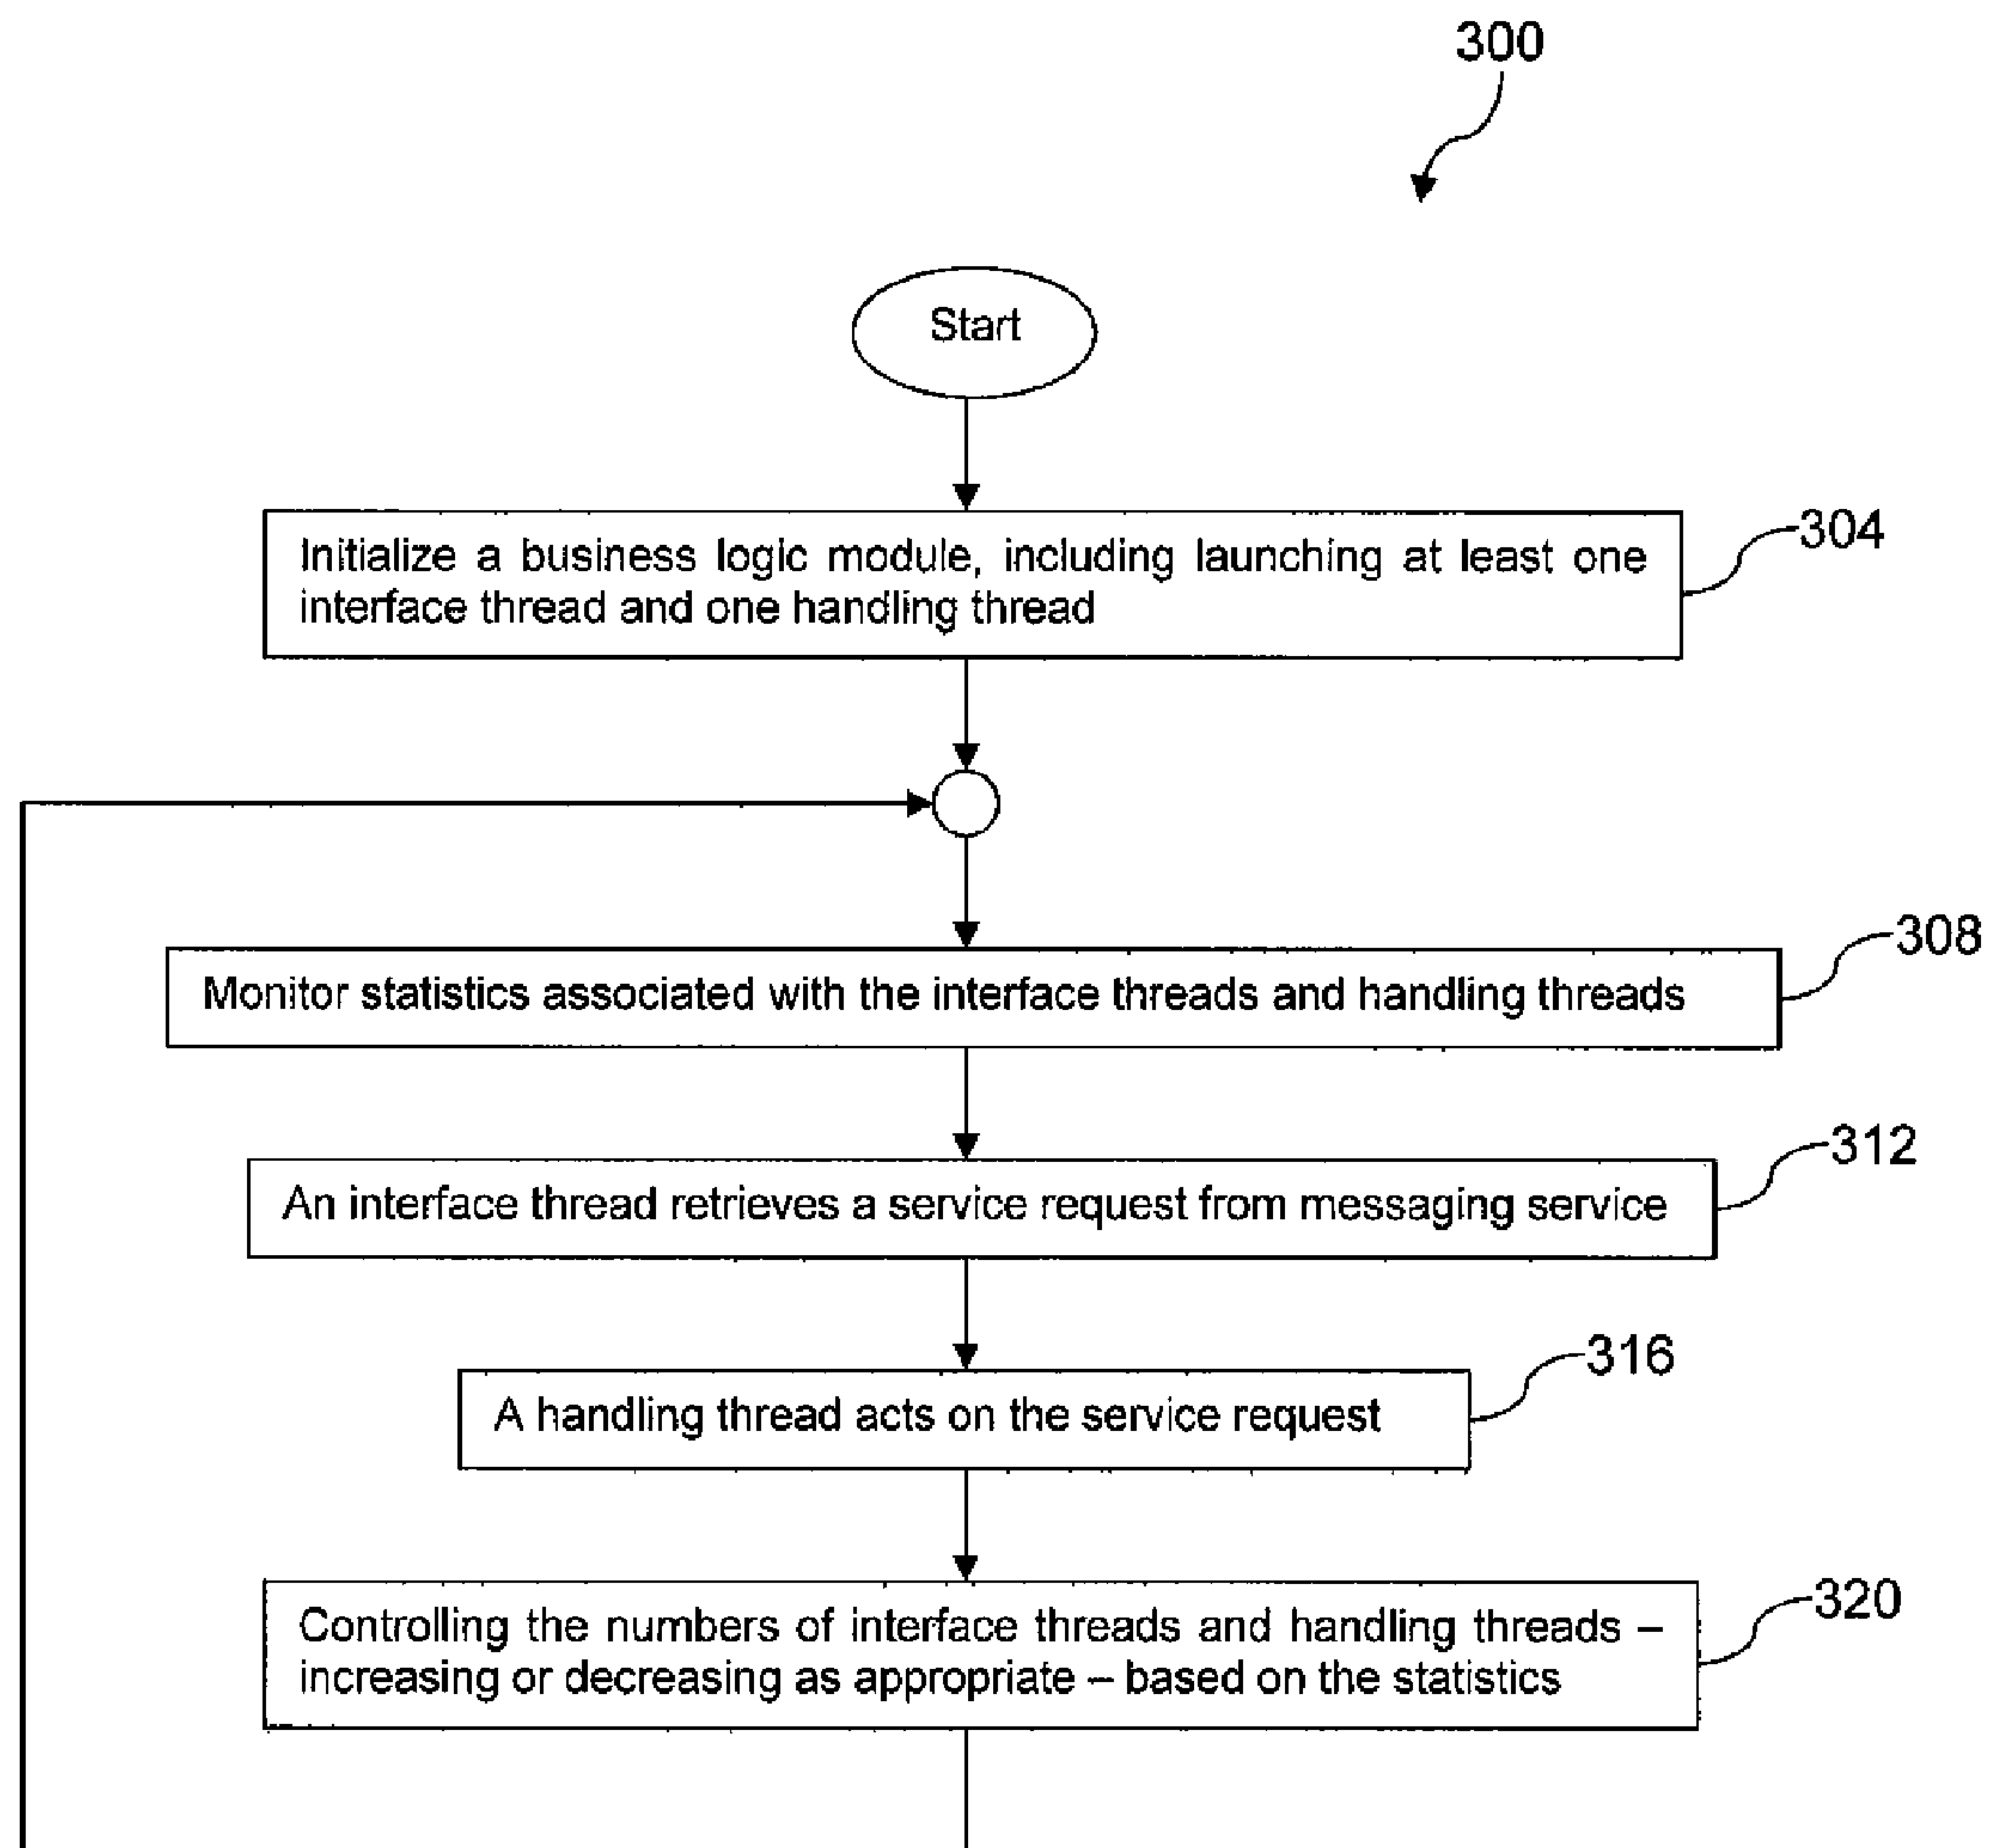 300
Start
Initialize a business logic module, including launching at least one
interface thread and one handling thread
304
Monitor statistics associated with the interface threads and handling threads
308
An interface thread retrieves a service request from messaging service
312
A handling thread acts on the service request
316
Controlling the numbers of interface threads and handling threads –
increasing or decreasing as appropriate – based on the statistics
320